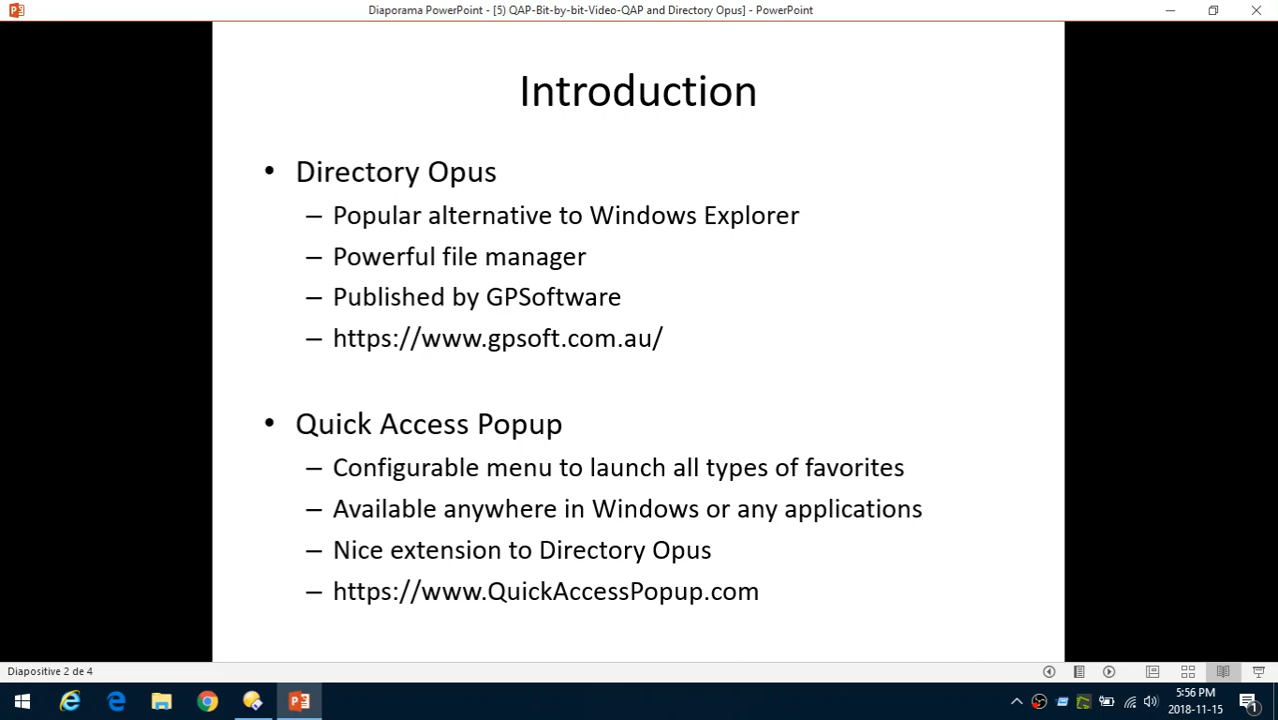 Diaporama PowerPoint - [5) QAP-Bit-by-bit-Video-QAP and Directory Opus] - PowerPoint
Introduction
• Directory Opus
– Popular alternative to Windows Explorer
– Powerful file manager
– Published by GPSoftware
– https://www.gpsoft.com.au/
• Quick Access Popup
– Configurable menu to launch all types of favorites
– Available anywhere in Windows or any applications
– Nice extension to Directory Opus
– https://www.QuickAccessPopup.com
Diapositive 2 de 4
5:56 PM
2018-11-15
1